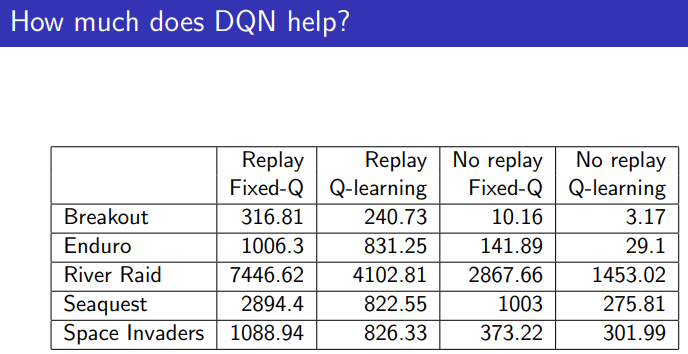 How much does DQN help?
Replay Replay No replay No replay
Fixed-Q Q-learning Fixed-Q Q-learning
Breakout 316.81 240.73 10.16 3.17
Enduro 1006.3 831.25 141.89 29.1
River Raid 7446.62 4102.81 2867.66 1453.02
Seaquest 2894.4 822.55 1003 275.81
Space Invaders 1088.94 826.33 373.22 301.99